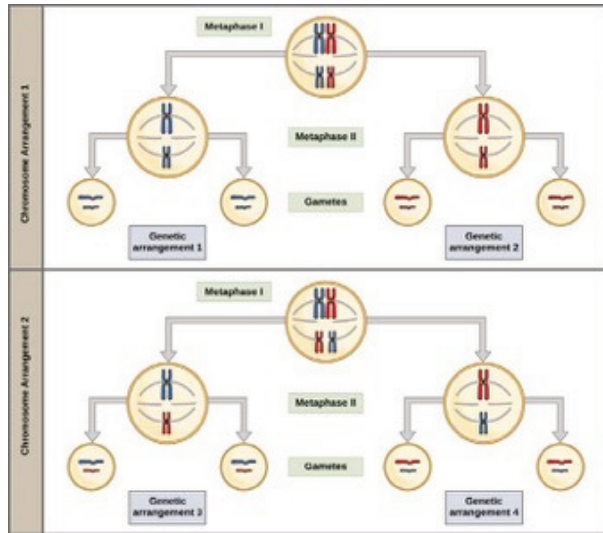 Chromosome Arrangement 1
Metaphase I
Metaphase II
Gametes
Genetic
arrangement 1
Genetic
arrangement 2
Chromosome Arrangement 2
Metaphase I
Metaphase II
Gametes
Genetic
arrangement 3
Genetic
arrangement 4